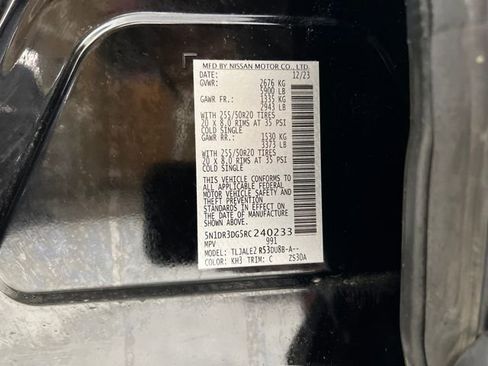 MFD BY NISSAN MOTOR CO., LTD.
DATE: 12/23
GVWR: 2676 KG
5900 LB
GAWR FR.: 1335 KG
2943 LB
WITH 255/50R20 TIRES
20 X 8.0 RIMS AT 35 PSI
COLD SINGLE
GAWR RR.: 1530 KG
3373 LB
WITH 255/50R20 TIRES
20 X 8.0 RIMS AT 35 PSI
COLD SINGLE
THIS VEHICLE CONFORMS TO
ALL APPLICABLE FEDERAL
MOTOR VEHICLE SAFETY AND
THEFT PREVENTION
STANDARDS IN EFFECT ON
THE DATE OF MANUFACTURE
SHOWN ABOVE.
5N1DR3DG5RC240233
MPV 991
MODEL: TLJALE2 R53DU8B-A--
COLOR: KH3 TRIM: C ZS30A